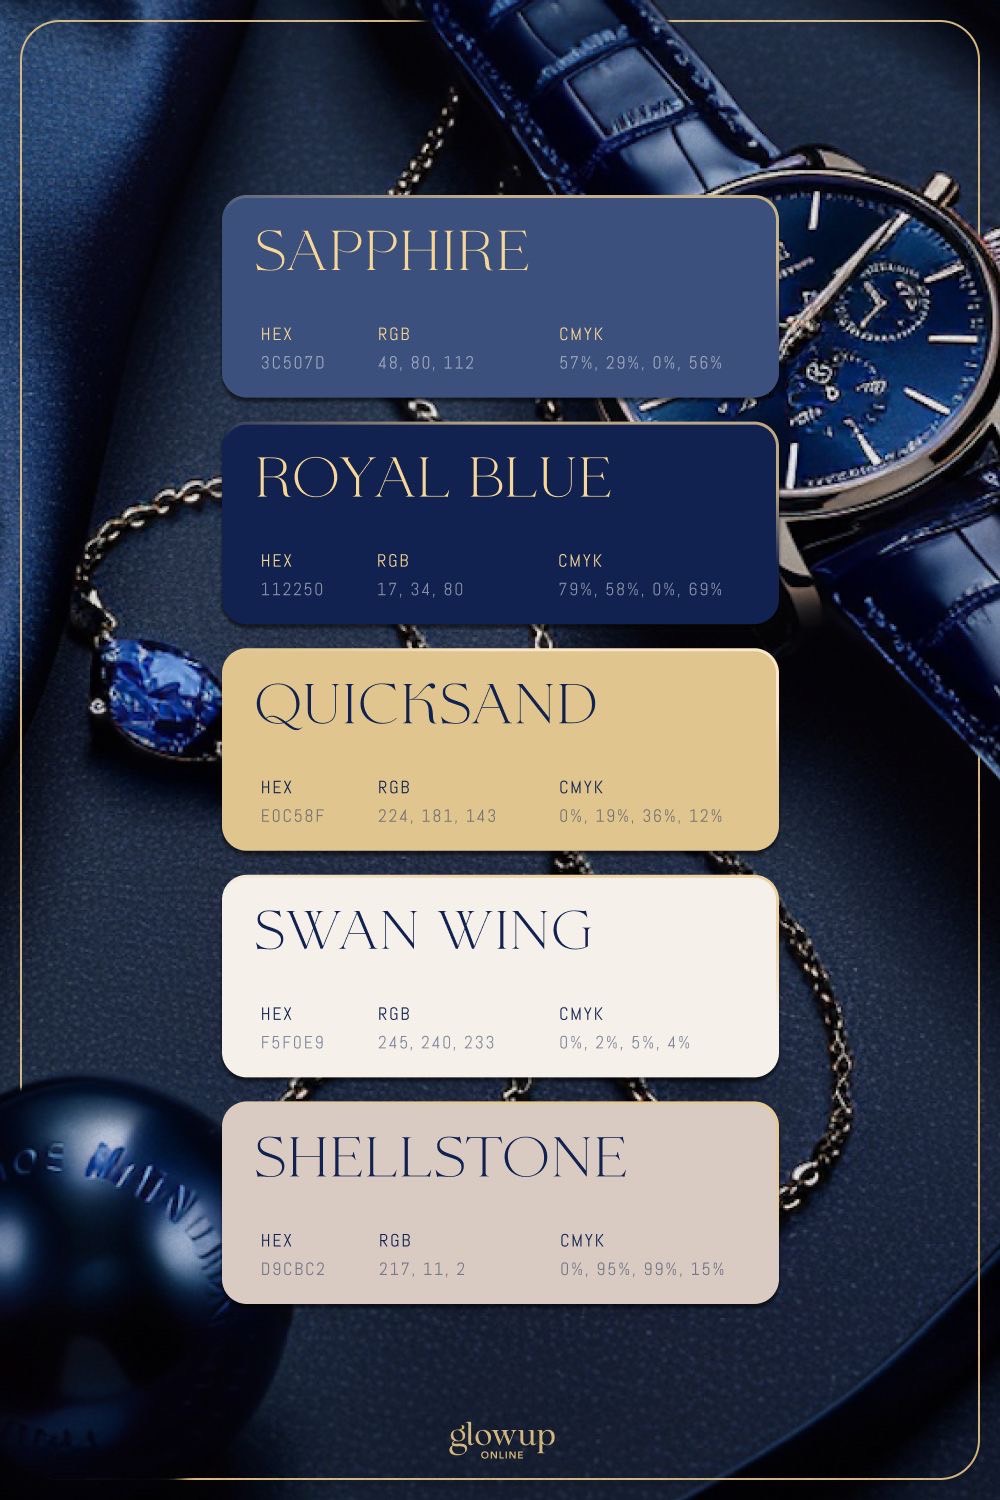 SAPPHIRE
HEX RGB CMYK
3C507D 48, 80, 112 57%, 29%, 0%, 56%
ROYAL BLUE
HEX RGB CMYK
112250 17, 34, 80 79%, 58%, 0%, 69%
QUICKSAND
HEX RGB CMYK
E0C58F 224, 181, 143 0%, 19%, 36%, 12%
SWAN WING
HEX RGB CMYK
F5F0E9 245, 240, 233 0%, 2%, 5%, 4%
SHELLSTONE
HEX RGB CMYK
D9CBC2 217, 11, 2 0%, 95%, 99%, 15%
glowup
ONLINE